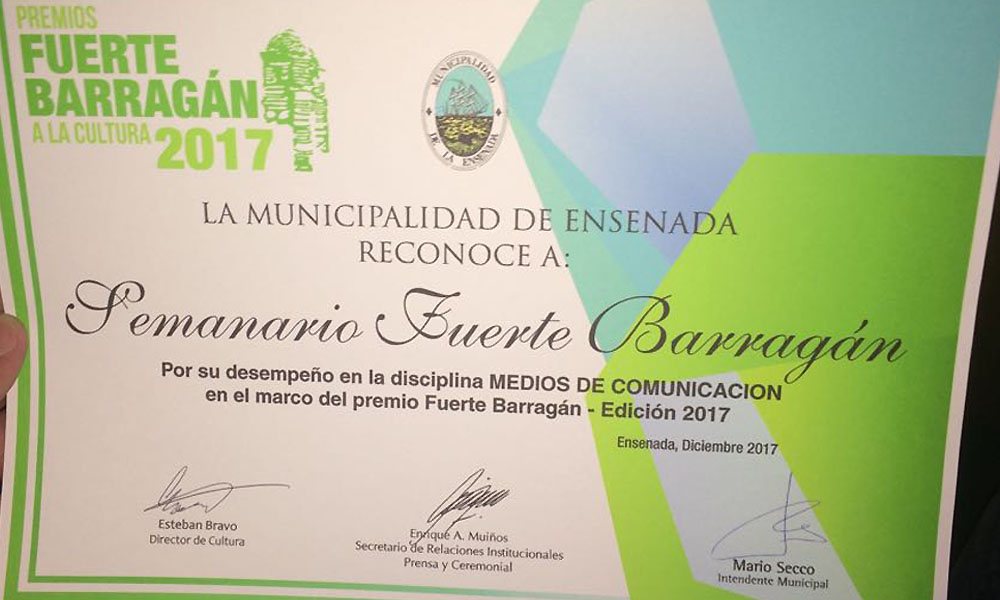 PREMIOS
FUERTE
BARRAGÁN
A LA CULTURA 2017
MUNICIPALIDAD
DE LA ENSENADA
LA MUNICIPALIDAD DE ENSENADA
RECONOCE A:
Semanario Fuerte Barragán
Por su desempeño en la disciplina MEDIOS DE COMUNICACION
en el marco del premio Fuerte Barragán - Edición 2017
Ensenada, Diciembre 2017
Esteban Bravo
Director de Cultura
Enrique A. Muiños
Secretario de Relaciones Institucionales
Prensa y Ceremonial
Mario Secco
Intendente Municipal